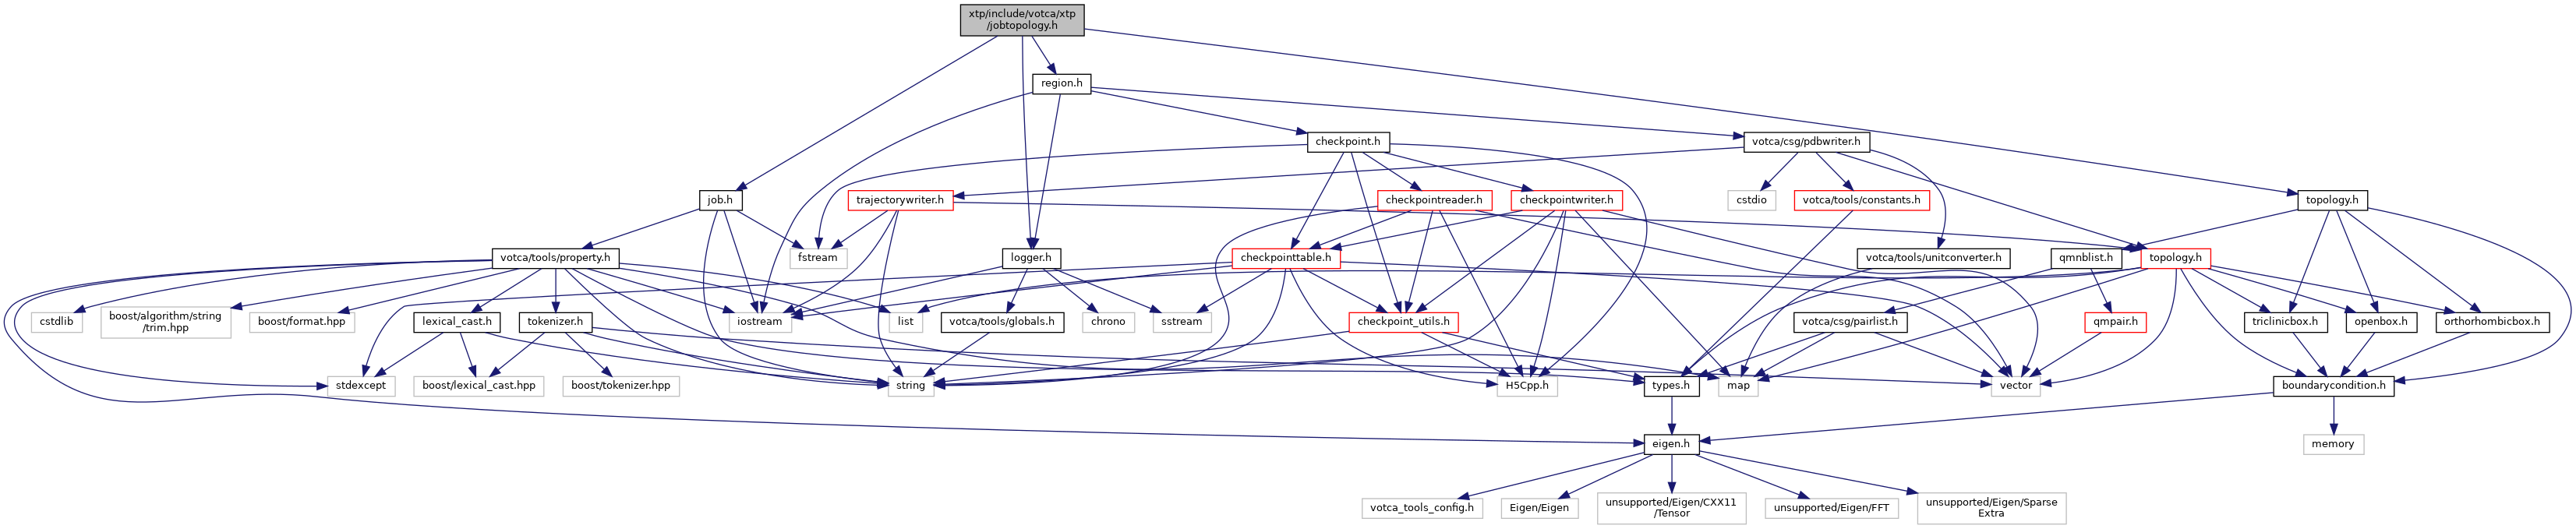 xtp/include/votca/xtp
/jobtopology.h
region.h
checkpoint.h
votca/csg/pdbwriter.h
job.h
trajectorywriter.h
checkpointreader.h
checkpointwriter.h
cstdio
votca/tools/constants.h
topology.h
votca/tools/property.h
fstream
logger.h
checkpointtable.h
votca/tools/unitconverter.h
qmnblist.h
topology.h
cstdlib
boost/algorithm/string
/trim.hpp
boost/format.hpp
lexical_cast.h
tokenizer.h
iostream
list
votca/tools/globals.h
chrono
sstream
checkpoint_utils.h
votca/csg/pairlist.h
qmpair.h
triclinicbox.h
openbox.h
orthorhombicbox.h
stdexcept
boost/lexical_cast.hpp
boost/tokenizer.hpp
string
H5Cpp.h
types.h
map
vector
boundarycondition.h
eigen.h
memory
votca_tools_config.h
Eigen/Eigen
unsupported/Eigen/CXX11
/Tensor
unsupported/Eigen/FFT
unsupported/Eigen/Sparse
Extra